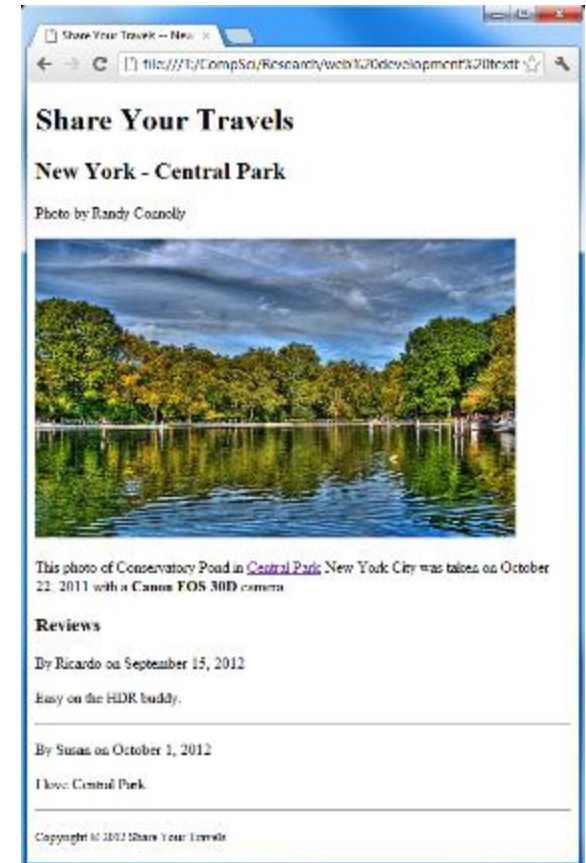 Share Your Travels -- New
file:///T:/CompSci/Research/web%20development%20textb
Share Your Travels
New York - Central Park
Photo by Randy Connolly
This photo of Conservatory Pond in Central Park New York City was taken on October
22, 2011 with a Canon EOS 30D camera
Reviews
By Ricardo on September 15, 2012
Easy on the HDR buddy.
By Susan on October 1, 2012
I love Central Park
Copyright © 2012 Share Your Travels